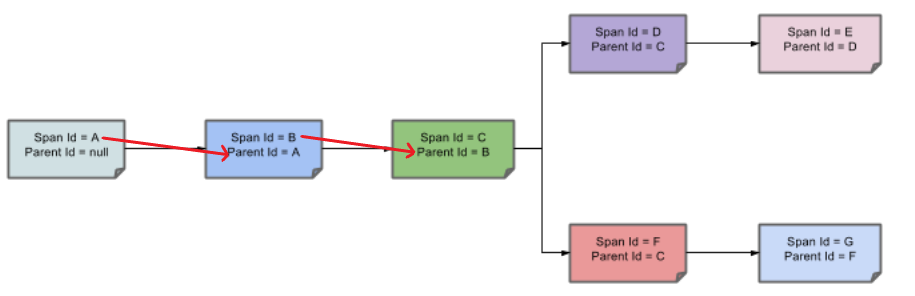 Span Id = D
Parent Id = C
Span Id = E
Parent Id = D
Span Id = A
Parent Id = null
Span Id = B
Parent Id = A
Span Id = C
Parent Id = B
Span Id = F
Parent Id = C
Span Id = G
Parent Id = F